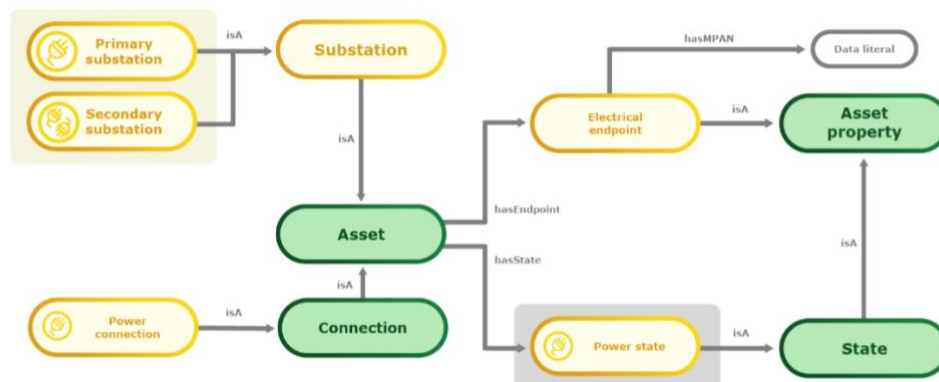 Primary
substation
isA
Substation
hasMPAN
Data literal
Secondary
substation
isA
Electrical
endpoint
isA
Asset
property
Asset
hasEndpoint
hasState
isA
isA
Power
connection
isA
Connection
Power state
isA
State